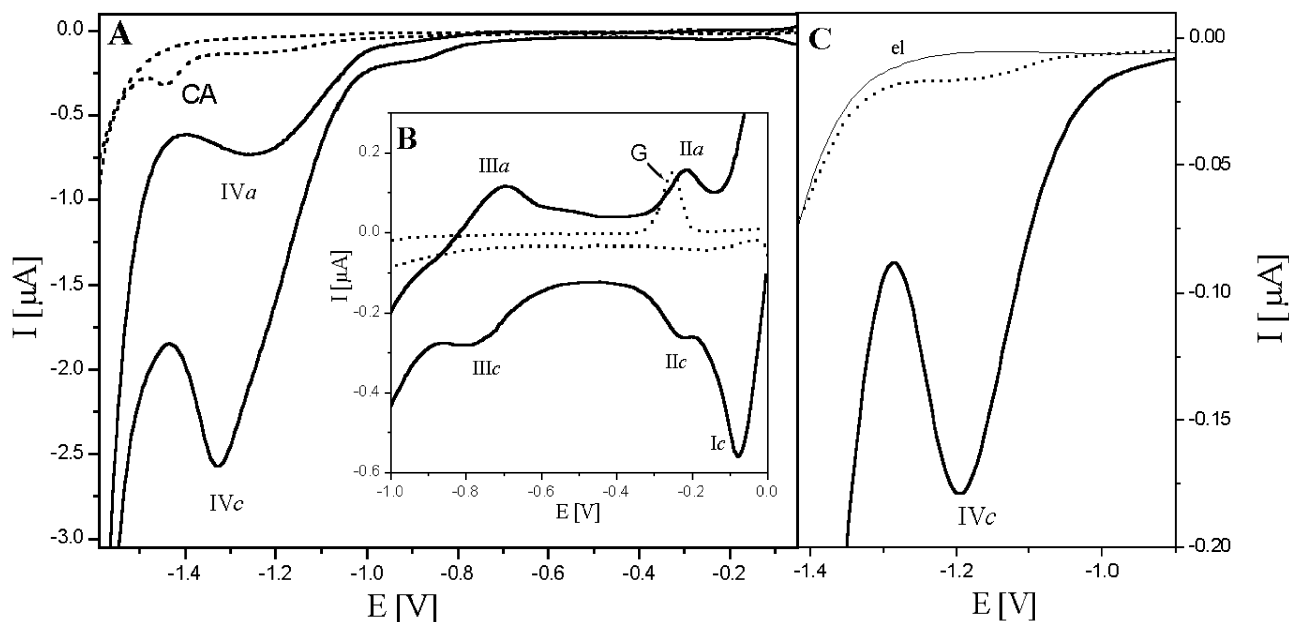 A
B
C
CA
IVa
IVc
IIIa
G
IIa
IIIc
IIc
Ic
el
IVc
0.0
-0.5
-1.0
-1.5
-2.0
-2.5
-3.0
I [µA]
-1.4 -1.2 -1.0 -0.8 -0.6 -0.4 -0.2
E [V]
0.2
0.0
-0.2
-0.4
-0.6
I [µA]
-1.0 -0.8 -0.6 -0.4 -0.2 0.0
E [V]
0.00
-0.05
-0.10
-0.15
-0.20
I [µA]
-1.4 -1.2 -1.0
E [V]